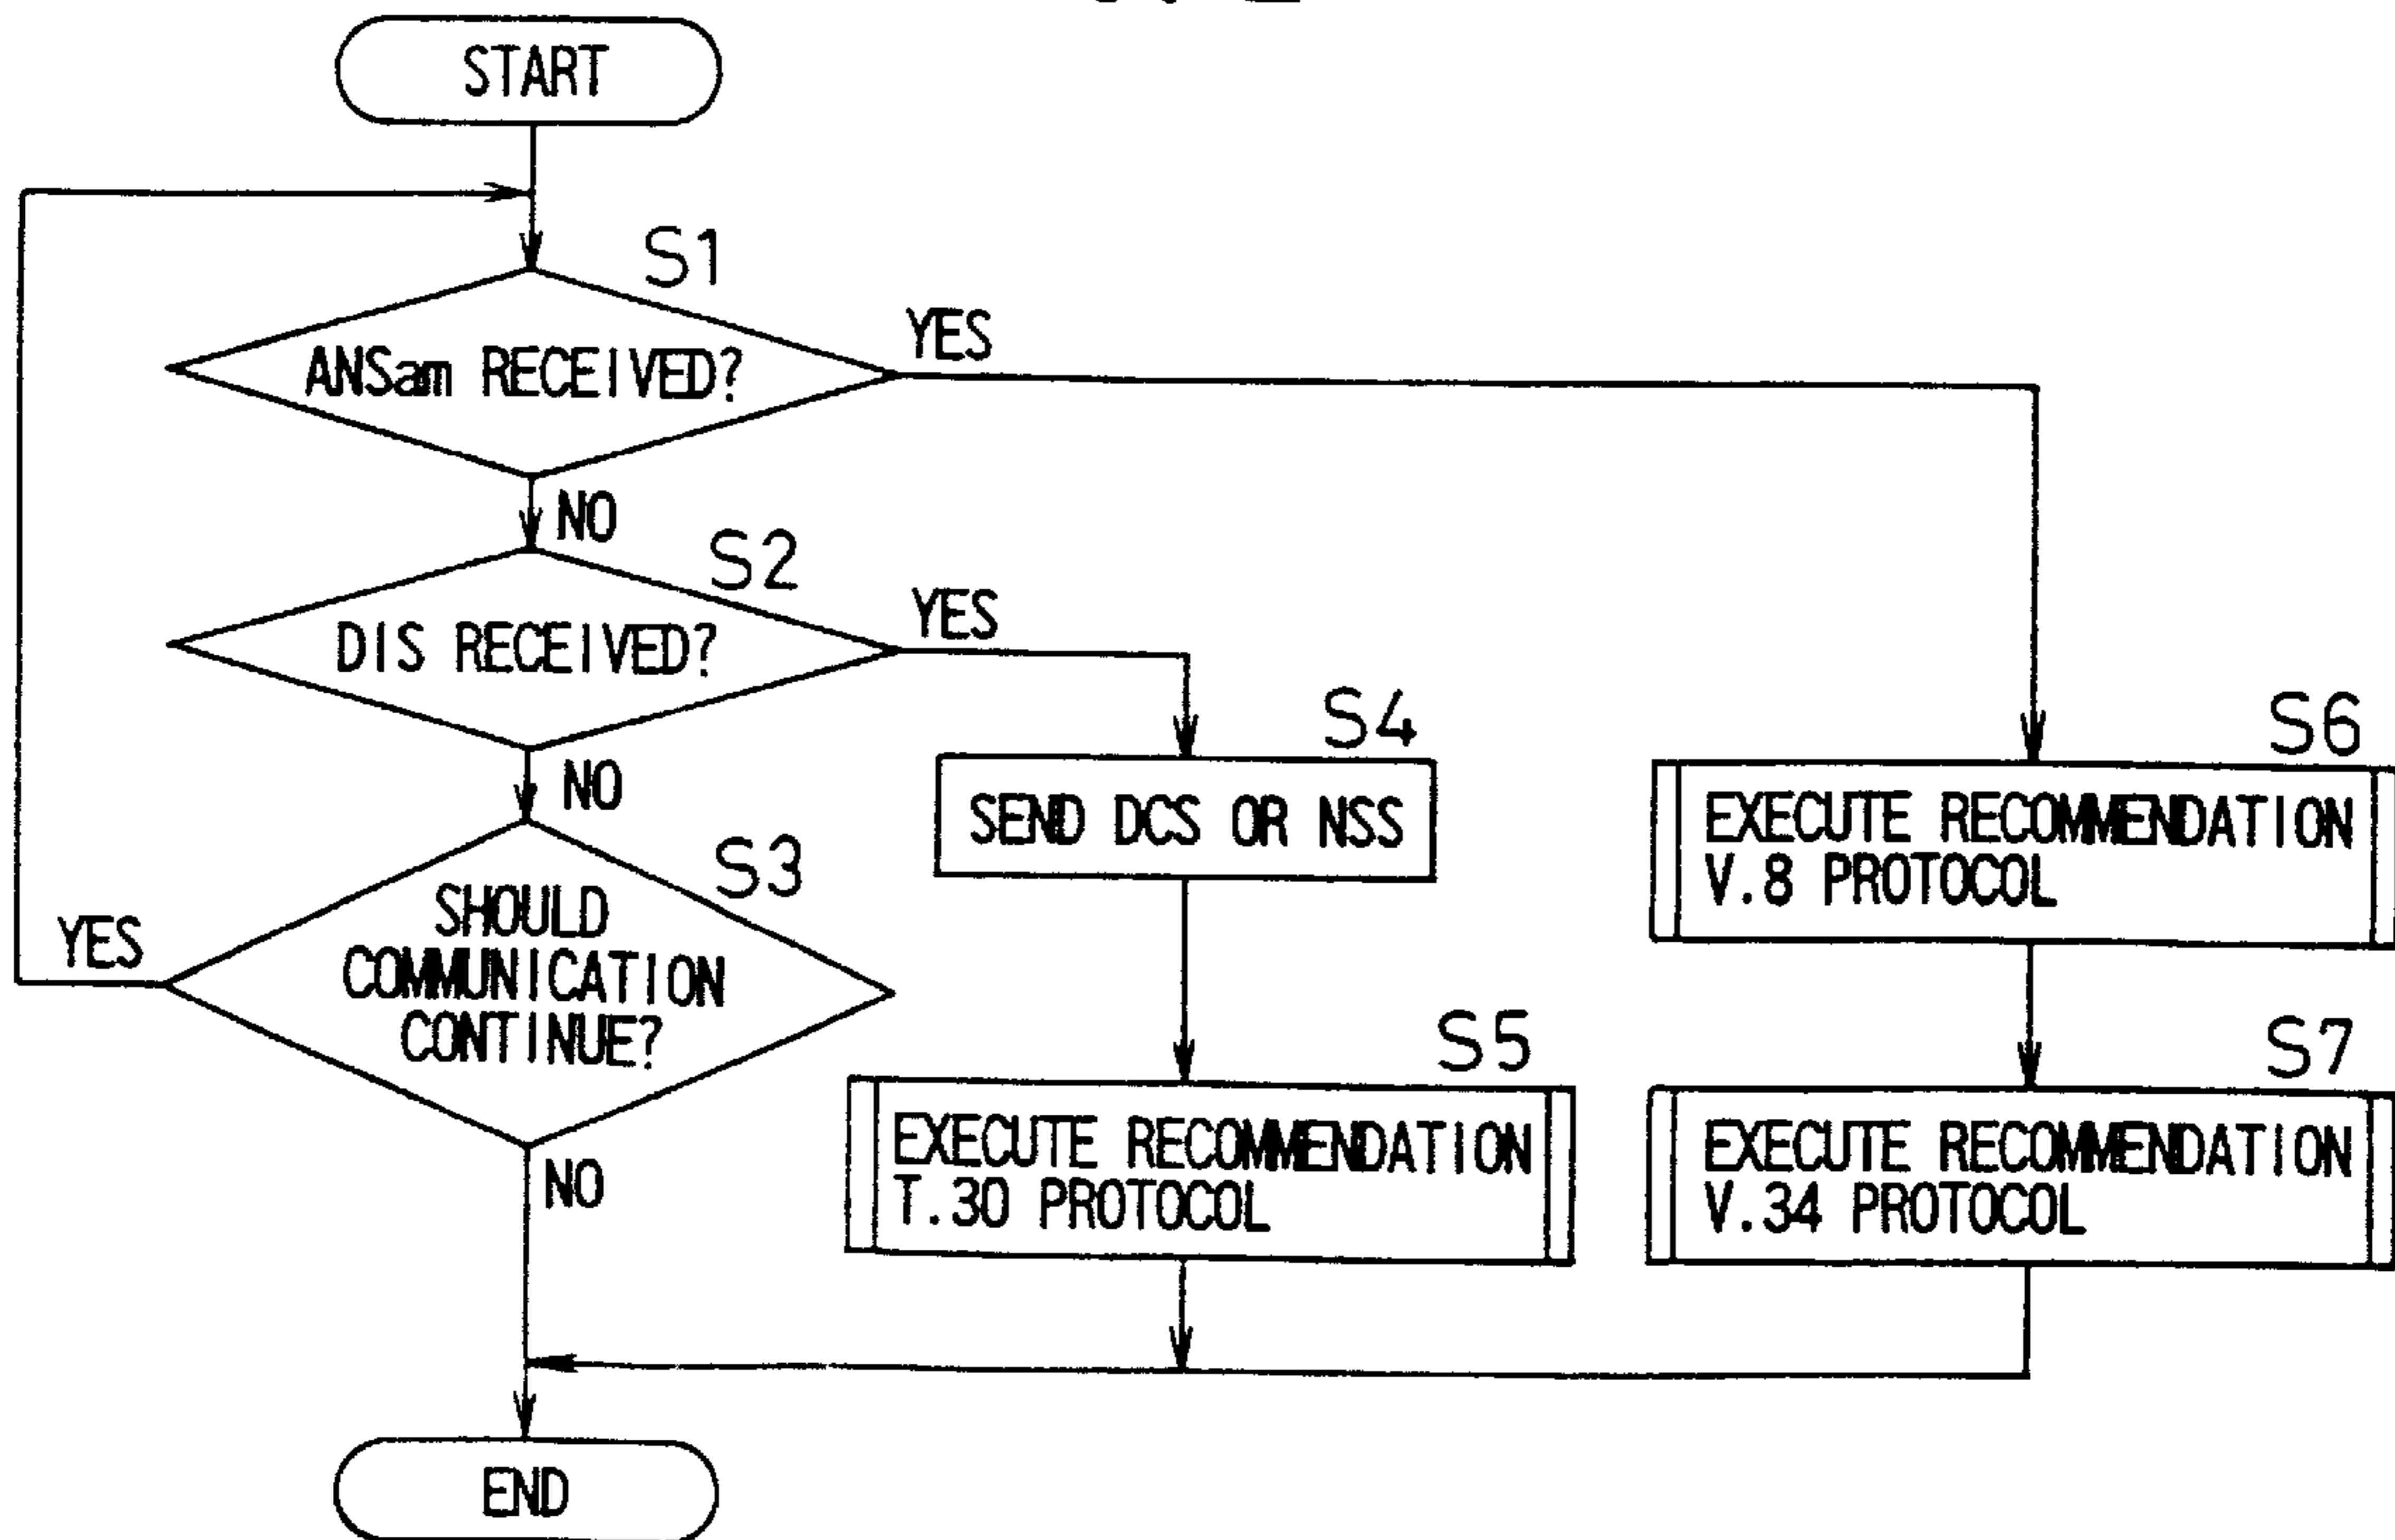 START
S1
ANSam RECEIVED?
YES
NO
S2
DIS RECEIVED?
YES
NO
S3
SHOULD
COMMUNICATION
CONTINUE?
YES
NO
S4
SEND DCS OR NSS
S5
EXECUTE RECOMMENDATION
T.30 PROTOCOL
S6
EXECUTE RECOMMENDATION
V.8 PROTOCOL
S7
EXECUTE RECOMMENDATION
V.34 PROTOCOL
END